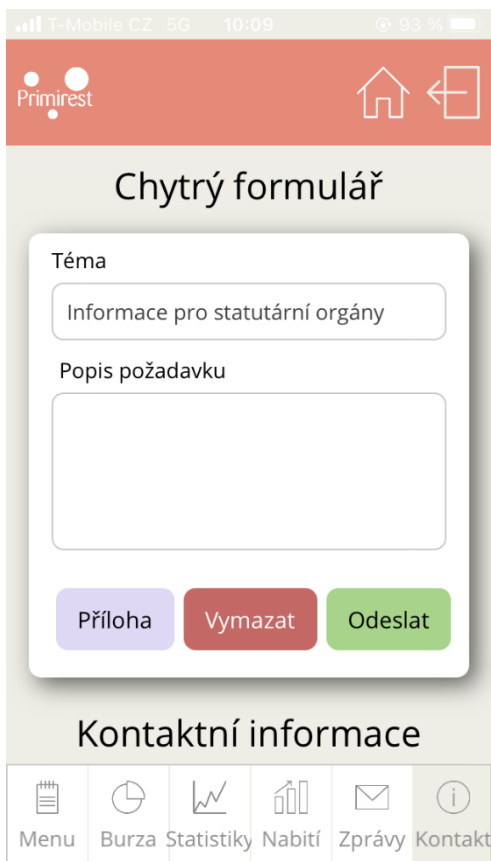 T-Mobile CZ 5G 10:09 93 %
Primirest
Chytrý formulář
Téma
Informace pro statutární orgány
Popis požadavku
Příloha Vymazat Odeslat
Kontaktní informace
Menu Burza Statistiky Nabití Zprávy Kontakt